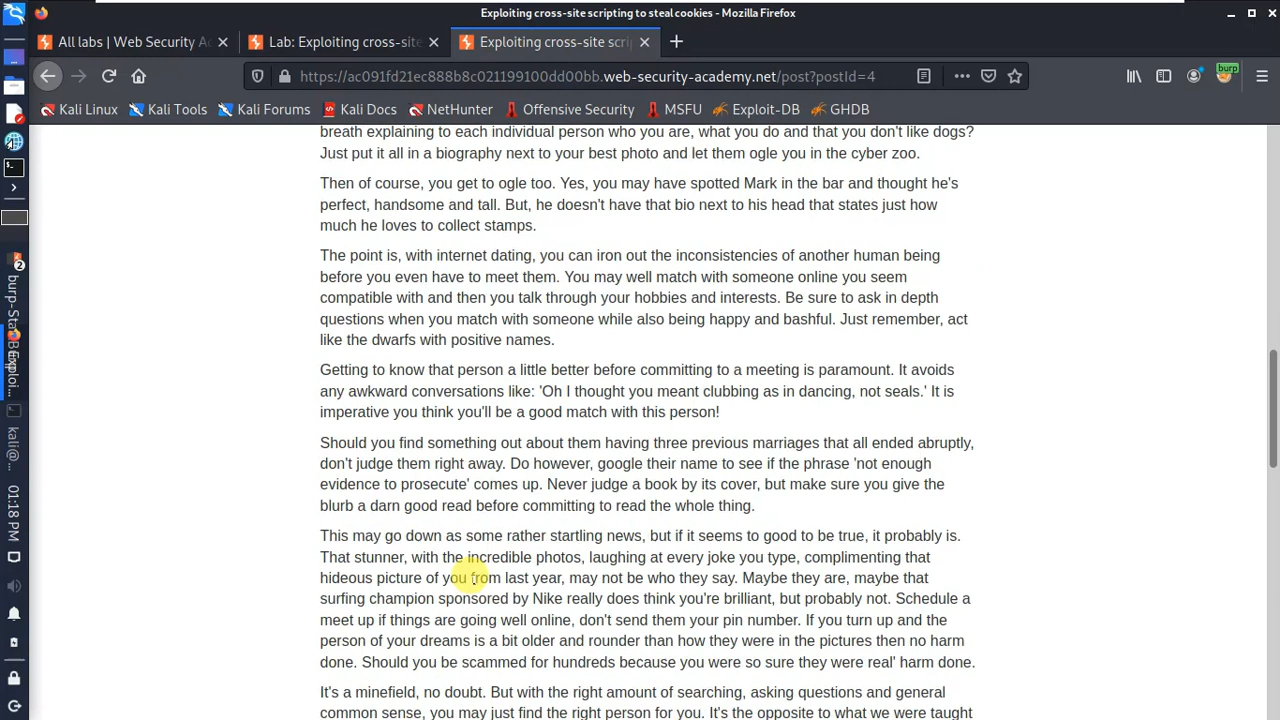 Exploiting cross-site scripting to steal cookies - Mozilla Firefox
All labs | Web Security Ac
Lab: Exploiting cross-site
Exploiting cross-site scri
https://ac091fd21ec888b8c021199100dd00bb.web-security-academy.net/post?postId=4
burp
Kali Linux
Kali Tools
Kali Forums
Kali Docs
NetHunter
Offensive Security
MSFU
Exploit-DB
GHDB
breath explaining to each individual person who you are, what you do and that you don't like dogs?
Just put it all in a biography next to your best photo and let them ogle you in the cyber zoo.
Then of course, you get to ogle too. Yes, you may have spotted Mark in the bar and thought he's
perfect, handsome and tall. But, he doesn't have that bio next to his head that states just how
much he loves to collect stamps.
The point is, with internet dating, you can iron out the inconsistencies of another human being
before you even have to meet them. You may well match with someone online you seem
compatible with and then you talk through your hobbies and interests. Be sure to ask in depth
questions when you match with someone while also being happy and bashful. Just remember, act
like the dwarfs with positive names.
Getting to know that person a little better before committing to a meeting is paramount. It avoids
any awkward conversations like: 'Oh I thought you meant clubbing as in dancing, not seals.' It is
imperative you think you'll be a good match with this person!
Should you find something out about them having three previous marriages that all ended abruptly,
don't judge them right away. Do however, google their name to see if the phrase 'not enough
evidence to prosecute' comes up. Never judge a book by its cover, but make sure you give the
blurb a darn good read before committing to read the whole thing.
This may go down as some rather startling news, but if it seems to good to be true, it probably is.
That stunner, with the incredible photos, laughing at every joke you type, complimenting that
hideous picture of you from last year, may not be who they say. Maybe they are, maybe that
surfing champion sponsored by Nike really does think you're brilliant, but probably not. Schedule a
meet up if things are going well online, don't send them your pin number. If you turn up and the
person of your dreams is a bit older and rounder than how they were in the pictures then no harm
done. Should you be scammed for hundreds because you were so sure they were real' harm done.
It's a minefield, no doubt. But with the right amount of searching, asking questions and general
common sense, you may just find the right person for you. It's the opposite to what we were taught
2
kali@...
01:18 PM